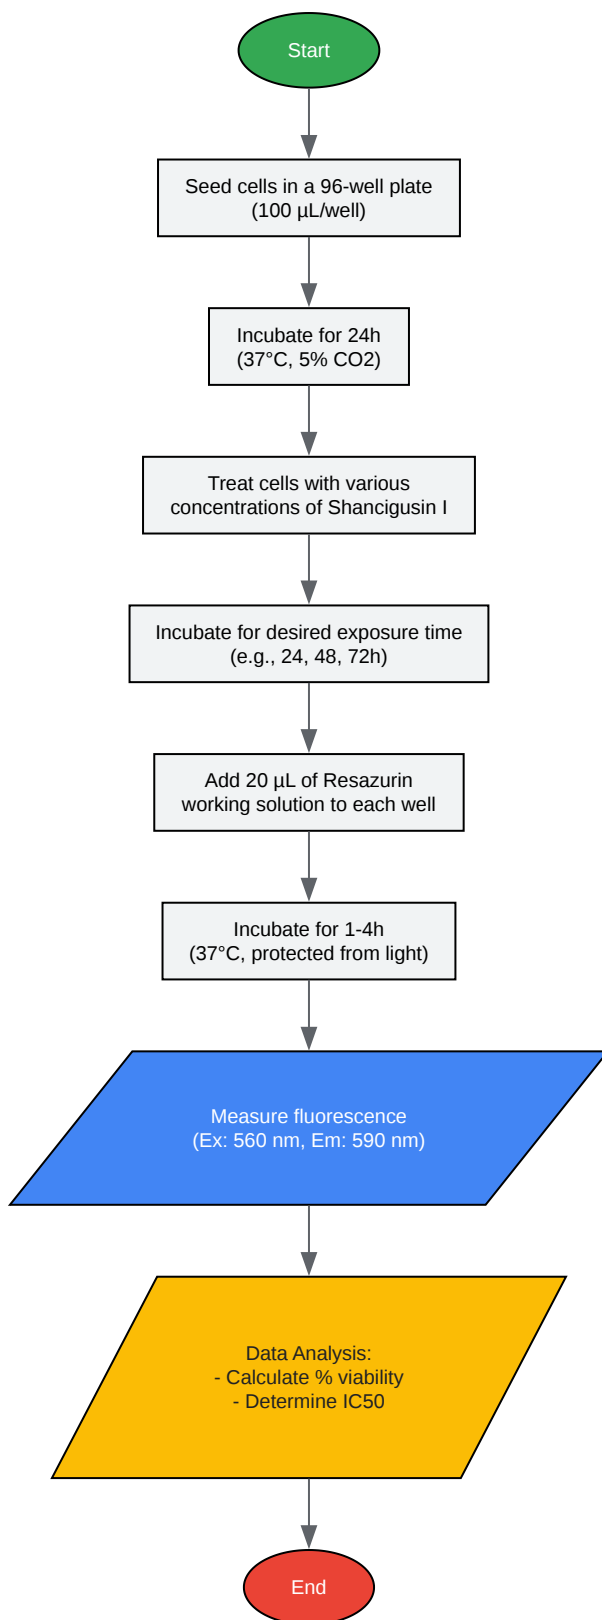 Start
Seed cells in a 96-well plate
(100 µL/well)
Incubate for 24h
(37°C, 5% CO2)
Treat cells with various
concentrations of Shancigusin I
Incubate for desired exposure time
(e.g., 24, 48, 72h)
Add 20 µL of Resazurin
working solution to each well
Incubate for 1-4h
(37°C, protected from light)
Measure fluorescence
(Ex: 560 nm, Em: 590 nm)
Data Analysis:
- Calculate % viability
- Determine IC50
End